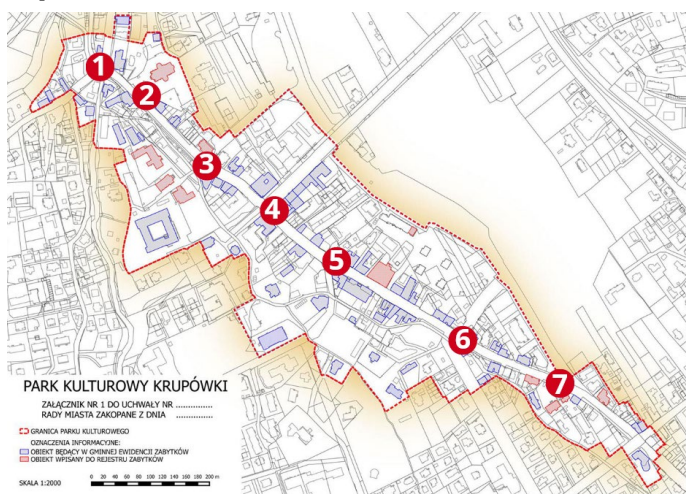 1
2
3
4
5
6
7
PARK KULTUROWY KRUPÓWKI
ZAŁĄCZNIK NR 1 DO UCHWAŁY NR ...............
RADY MIASTA ZAKOPANE Z DNIA ...............
GRANICA PARKU KULTUROWEGO
OZNACZENIA INFORMACYJNE:
OBIEKT BĘDĄCY W GMINNEJ EWIDENCJI ZABYTKÓW
OBIEKT WPISANY DO REJESTRU ZABYTKÓW
SKALA 1:2000
0 20 40 60 80 100 120 140 160 180 200 m